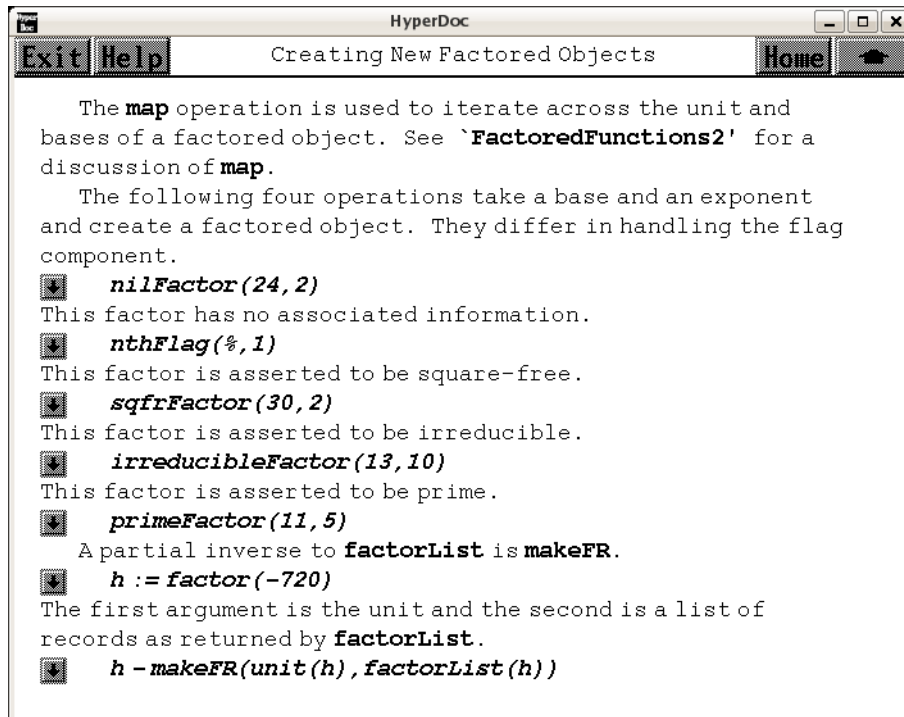 Hyper Doc
HyperDoc
Exit Help
Creating New Factored Objects
Home
The map operation is used to iterate across the unit and
bases of a factored object. See `FactoredFunctions2' for a
discussion of map.
The following four operations take a base and an exponent
and create a factored object. They differ in handling the flag
component.
nilFactor(24,2)
This factor has no associated information.
nthFlag(%,1)
This factor is asserted to be square-free.
sqfrFactor(30,2)
This factor is asserted to be irreducible.
irreducibleFactor(13,10)
This factor is asserted to be prime.
primeFactor(11,5)
A partial inverse to factorList is makeFR.
h := factor(-720)
The first argument is the unit and the second is a list of
records as returned by factorList.
h - makeFR(unit(h),factorList(h))